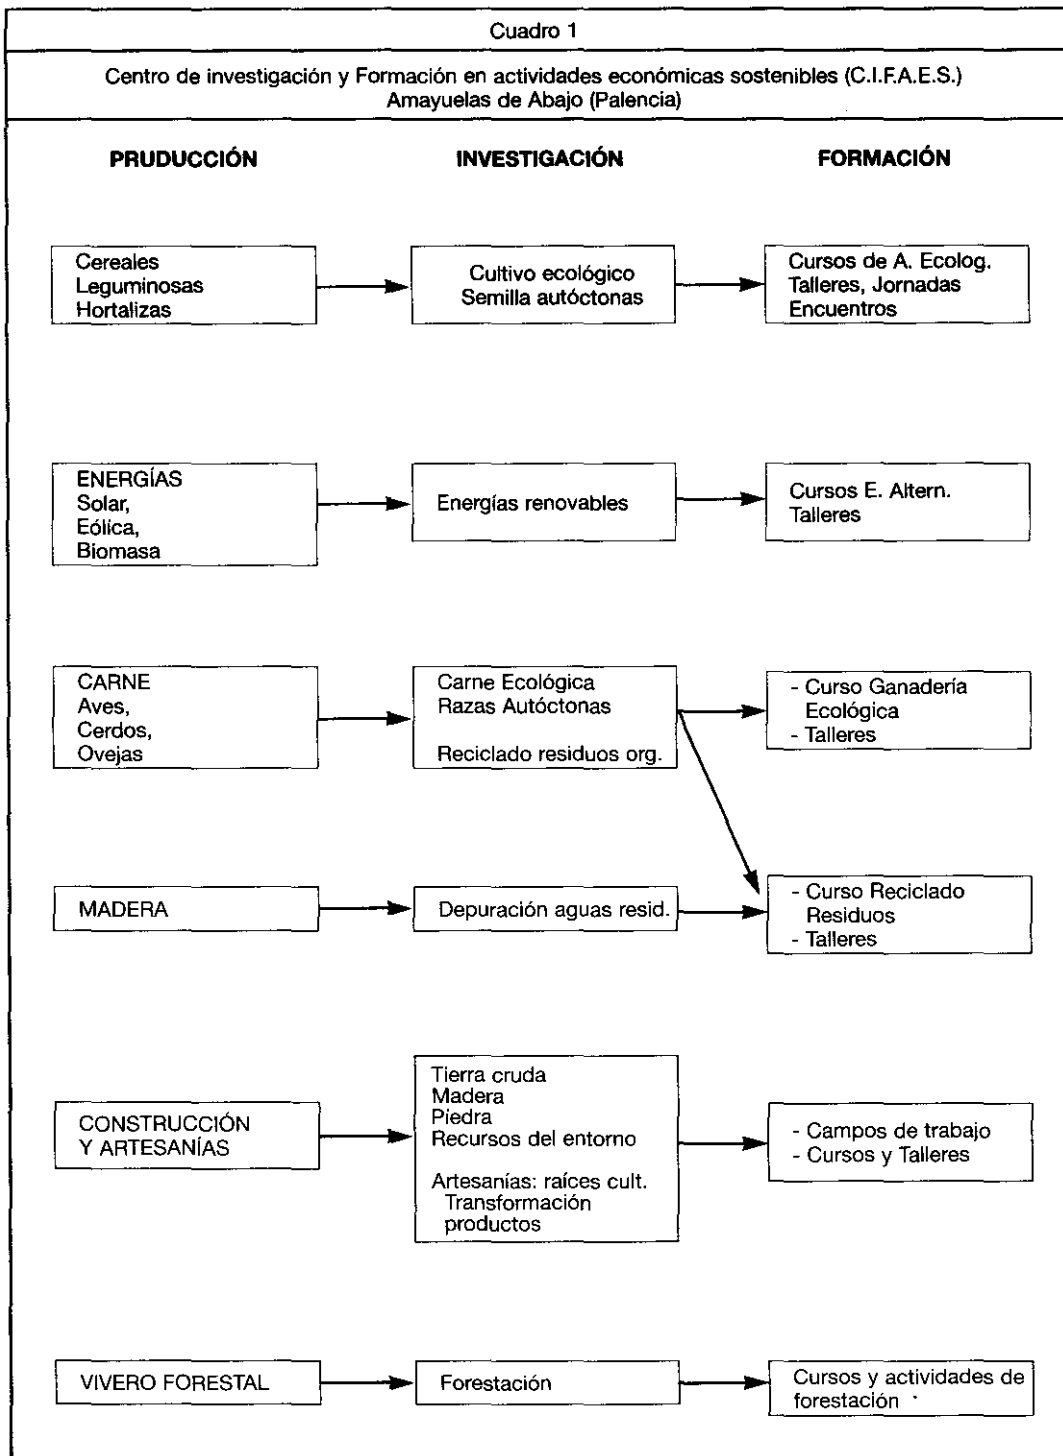 Cuadro 1
Centro de investigación y Formación en actividades económicas sostenibles (C.I.F.A.E.S.)
Amayuelas de Abajo (Palencia)
PRUDUCCIÓN
INVESTIGACIÓN
FORMACIÓN
Cereales
Leguminosas
Hortalizas
Cultivo ecológico
Semilla autóctonas
Cursos de A. Ecolog.
Talleres, Jornadas
Encuentros
ENERGÍAS
Solar,
Eólica,
Biomasa
Energías renovables
Cursos E. Altern.
Talleres
CARNE
Aves,
Cerdos,
Ovejas
Carne Ecológica
Razas Autóctonas
Reciclado residuos org.
- Curso Ganadería
Ecológica
- Talleres
MADERA
Depuración aguas resid.
- Curso Reciclado
Residuos
- Talleres
CONSTRUCCIÓN
Y ARTESANÍAS
Tierra cruda
Madera
Piedra
Recursos del entorno
Artesanías: raíces cult.
Transformación
productos
- Campos de trabajo
- Cursos y Talleres
VIVERO FORESTAL
Forestación
Cursos y actividades de
forestación